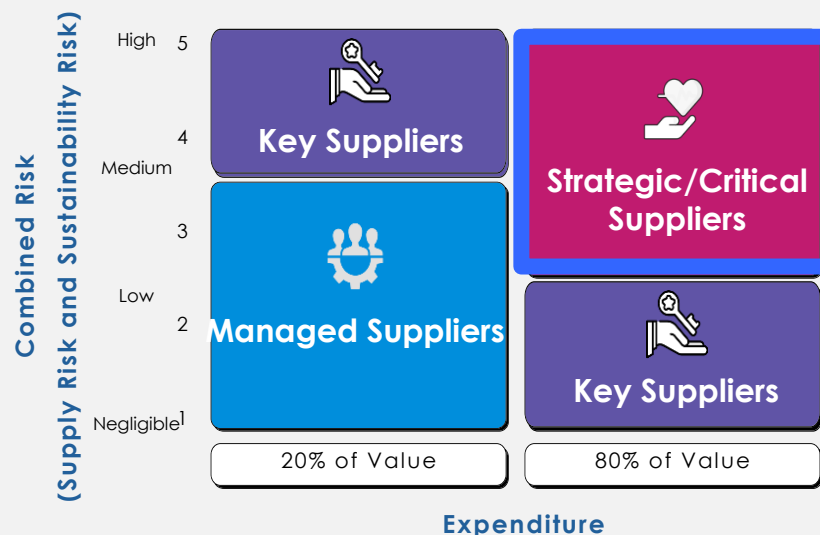 Combined Risk
(Supply Risk and Sustainability Risk)
High
5
4
Medium
3
Low
2
Negligible
1
Key Suppliers
Strategic/Critical
Suppliers
Managed Suppliers
Key Suppliers
20% of Value
80% of Value
Expenditure